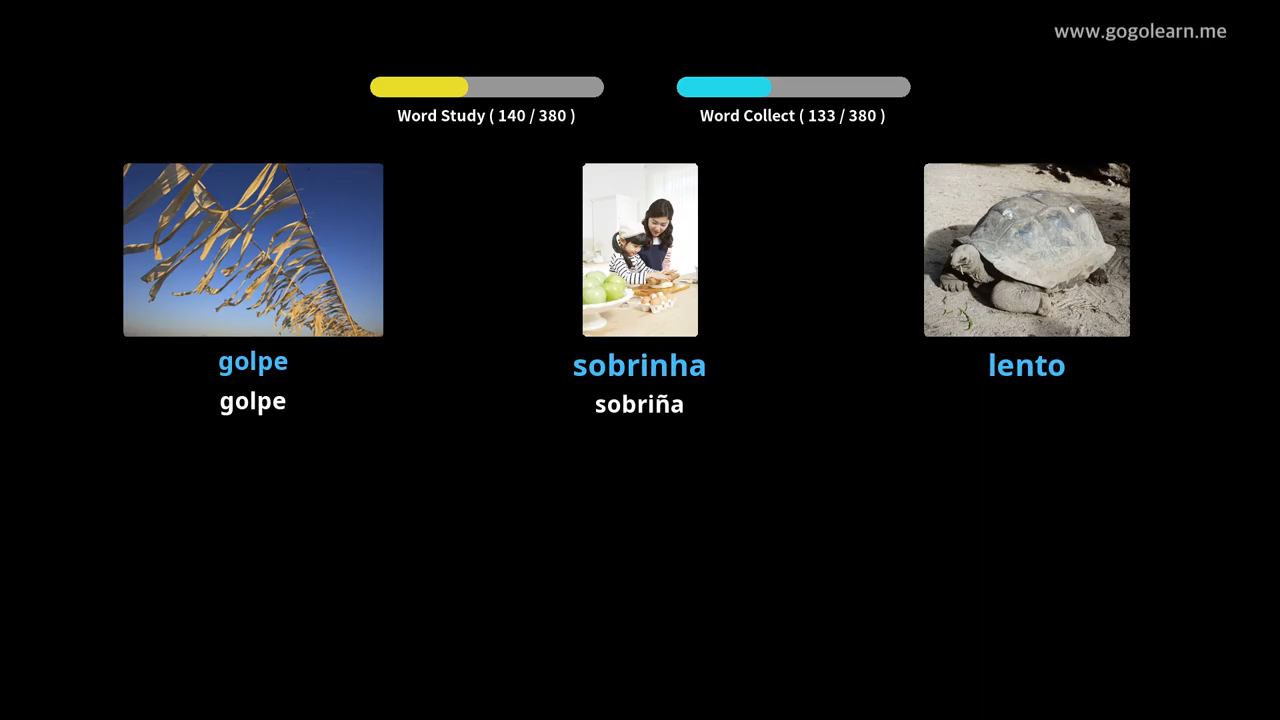 www.gogolearn.me
Word Study ( 140 / 380 )
Word Collect ( 133 / 380 )
golpe
golpe
sobrinha
sobriña
lento